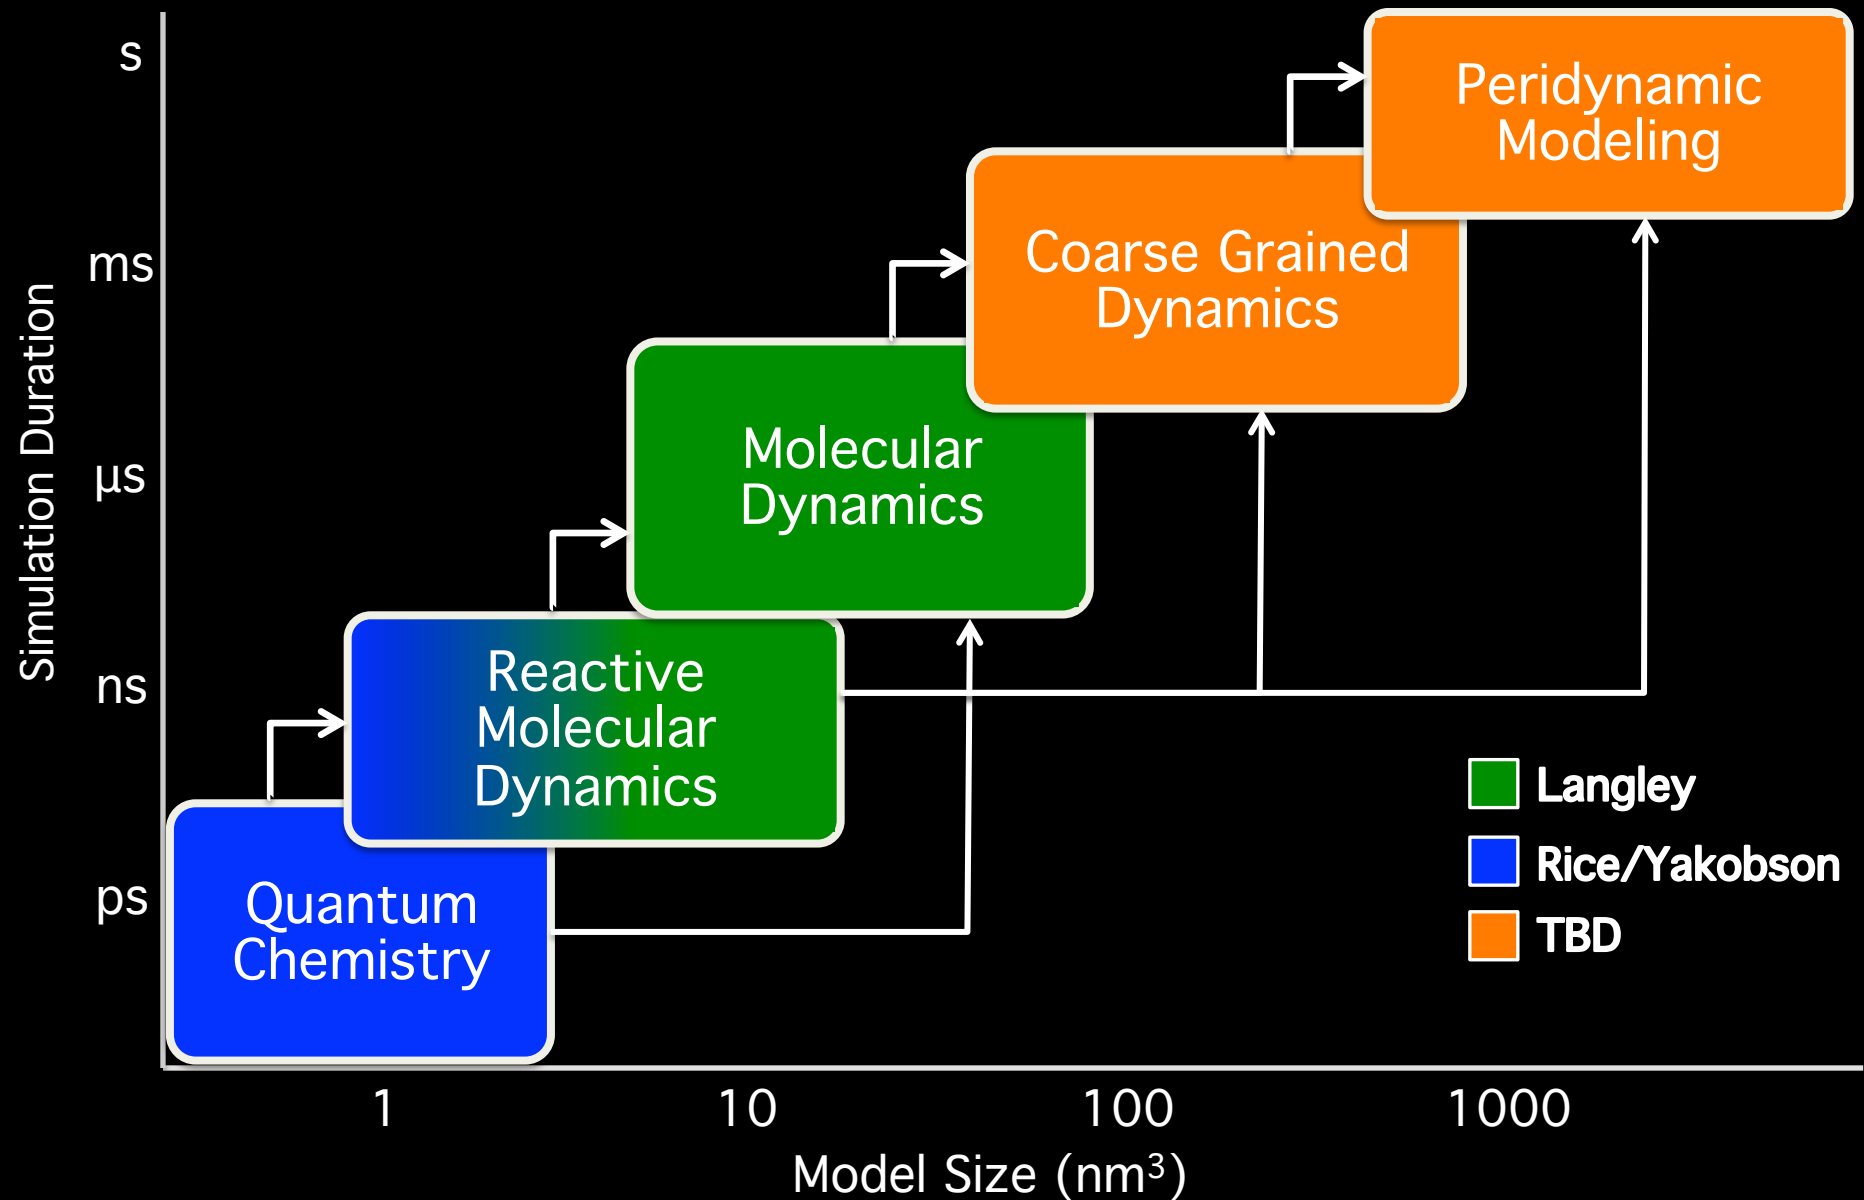 s
ms
µs
ns
ps
Simulation Duration
Peridynamic
Modeling
Coarse Grained
Dynamics
Molecular
Dynamics
Reactive
Molecular
Dynamics
Quantum
Chemistry
Langley
Rice/Yakobson
TBD
1 10 100 1000
Model Size (nm³)